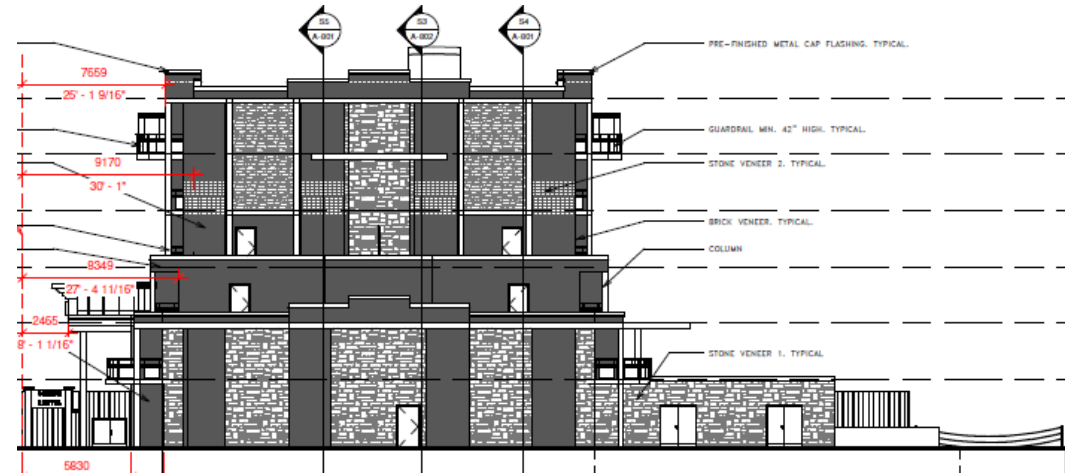 S5
A-801
S3
A-802
S4
A-801
PRE-FINISHED METAL CAP FLASHING. TYPICAL.
7659
25' - 1 9/16"
GUARDRAIL MIN. 42" HIGH. TYPICAL.
9170
30' - 1"
STONE VENEER 2. TYPICAL.
BRICK VENEER. TYPICAL.
COLUMN
8349
27' - 4 11/16"
2465
8' - 1 1/16"
STONE VENEER 1. TYPICAL
5830